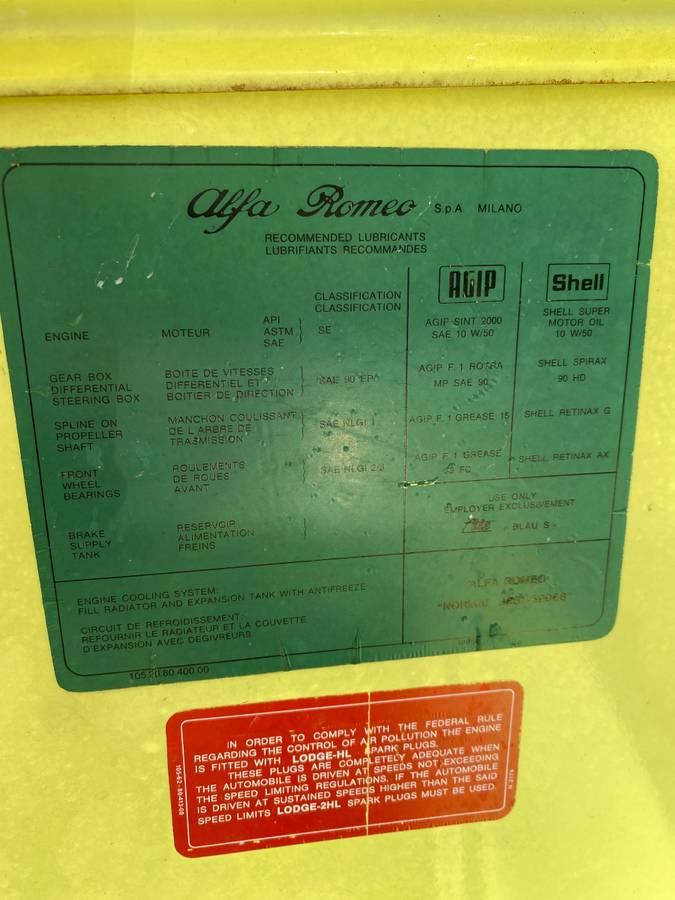 Alfa Romeo S.p.A. MILANO
RECOMMENDED LUBRICANTS
LUBRIFIANTS RECOMMANDES
CLASSIFICATION
CLASSIFICATION
AGIP
Shell
ENGINE
MOTEUR
API
ASTM
SAE
SE
AGIP SINT 2000
SAE 10 W/50
SHELL SUPER
MOTOR OIL
10 W/50
GEAR BOX
DIFFERENTIAL
STEERING BOX
BOITE DE VITESSES
DIFFERENTIEL ET
BOITIER DE DIRECTION
SAE 90 EP
AGIP F. 1 ROTRA
MP SAE 90
SHELL SPIRAX
90 HD
SPLINE ON
PROPELLER
SHAFT
MANCHON COULISSANT
DE L'ARBRE DE
TRASMISSION
SAE NLGI 1
AGIP F. 1 GREASE 15
SHELL RETINAX G
FRONT
WHEEL
BEARINGS
ROULEMENTS
DE ROUES
AVANT
SAE NLGI 2/3
AGIP F. 1 GREASE
33 FD
SHELL RETINAX AX
BRAKE
SUPPLY
TANK
RESERVOIR
ALIMENTATION
FREINS
USE ONLY
EMPLOYER EXCLUSIVEMENT
BLAU S
ENGINE COOLING SYSTEM:
FILL RADIATOR AND EXPANSION TANK WITH ANTIFREEZE
CIRCUIT DE REFROIDISSEMENT:
REFOURNIR LE RADIATEUR ET LA COUVETTE
D'EXPANSION AVEC DEGIVREURS
ALFA ROMEO
105.20.80.400.00
IN ORDER TO COMPLY WITH THE FEDERAL RULE
REGARDING THE CONTROL OF AIR POLLUTION THE ENGINE
IS FITTED WITH LODGE-HL SPARK PLUGS.
THESE PLUGS ARE COMPLETELY ADEQUATE WHEN
THE AUTOMOBILE IS DRIVEN AT SPEEDS NOT EXCEEDING
THE SPEED LIMITING REGULATIONS. IF THE AUTOMOBILE
IS DRIVEN AT SUSTAINED SPEEDS HIGHER THAN THE SAID
SPEED LIMITS LODGE-2HL SPARK PLUGS MUST BE USED.